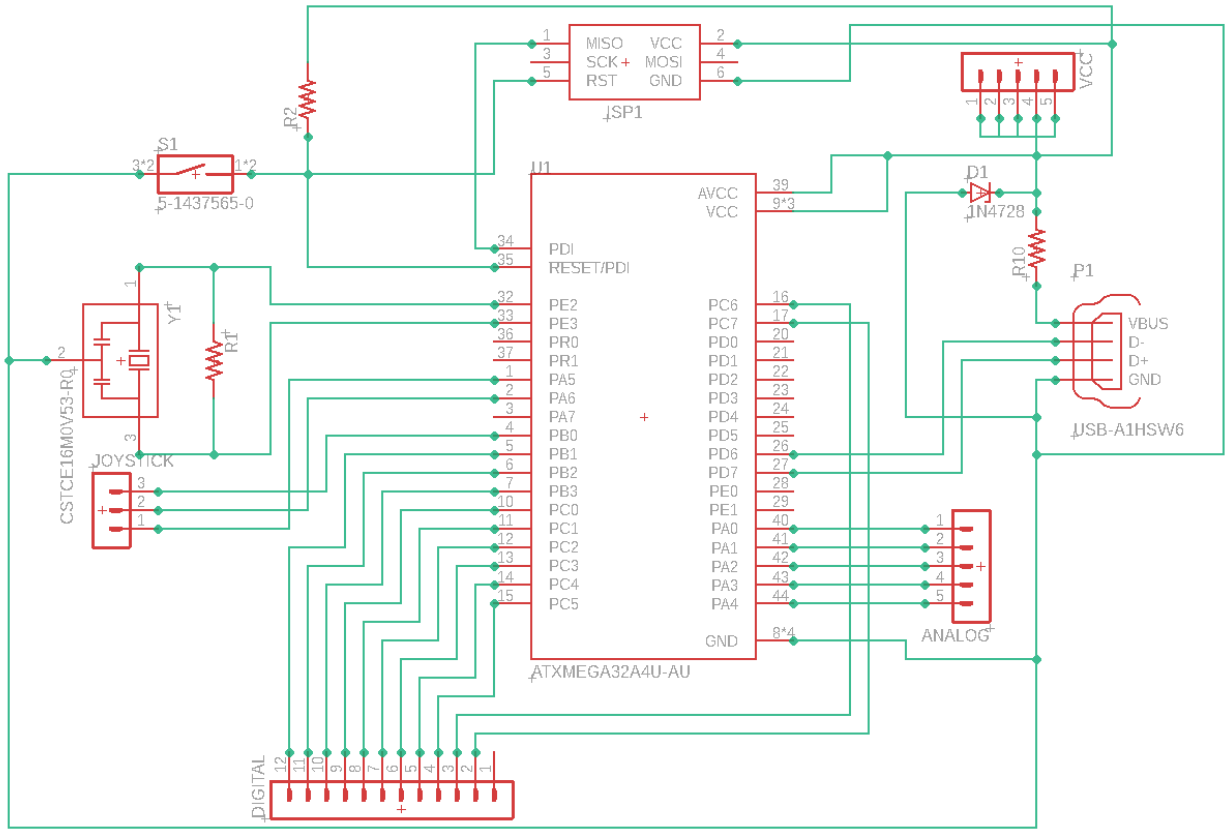 1 MISO VCC 2
3 SCK MOSI 4
5 RST GND 6
ISP1
VCC
1 2 3 4 5
R2
S1
3*2 1*2
5-1437565-0
U1
AVCC 39
VCC 9*3
D1
1N4728
R10
P1
VBUS
D-
D+
GND
USB-A1HSW6
34 PDI
35 RESET/PDI
32 PE2
33 PE3
36 PR0
37 PR1
1 PA5
2 PA6
3 PA7
4 PB0
5 PB1
6 PB2
7 PB3
10 PC0
11 PC1
12 PC2
13 PC3
14 PC4
15 PC5
PC6 16
PC7 17
PD0 20
PD1 21
PD2 22
PD3 23
PD4 24
PD5 25
PD6 26
PD7 27
PE0 28
PE1 29
PA0 40
PA1 41
PA2 42
PA3 43
PA4 44
GND 8*4
ATXMEGA32A4U-AU
1
2
3
Y1
R1
CSTCE16M0V53-R0
JOYSTICK
3
2
1
1
2
3
4
5
ANALOG
DIGITAL
12 11 10 9 8 7 6 5 4 3 2 1